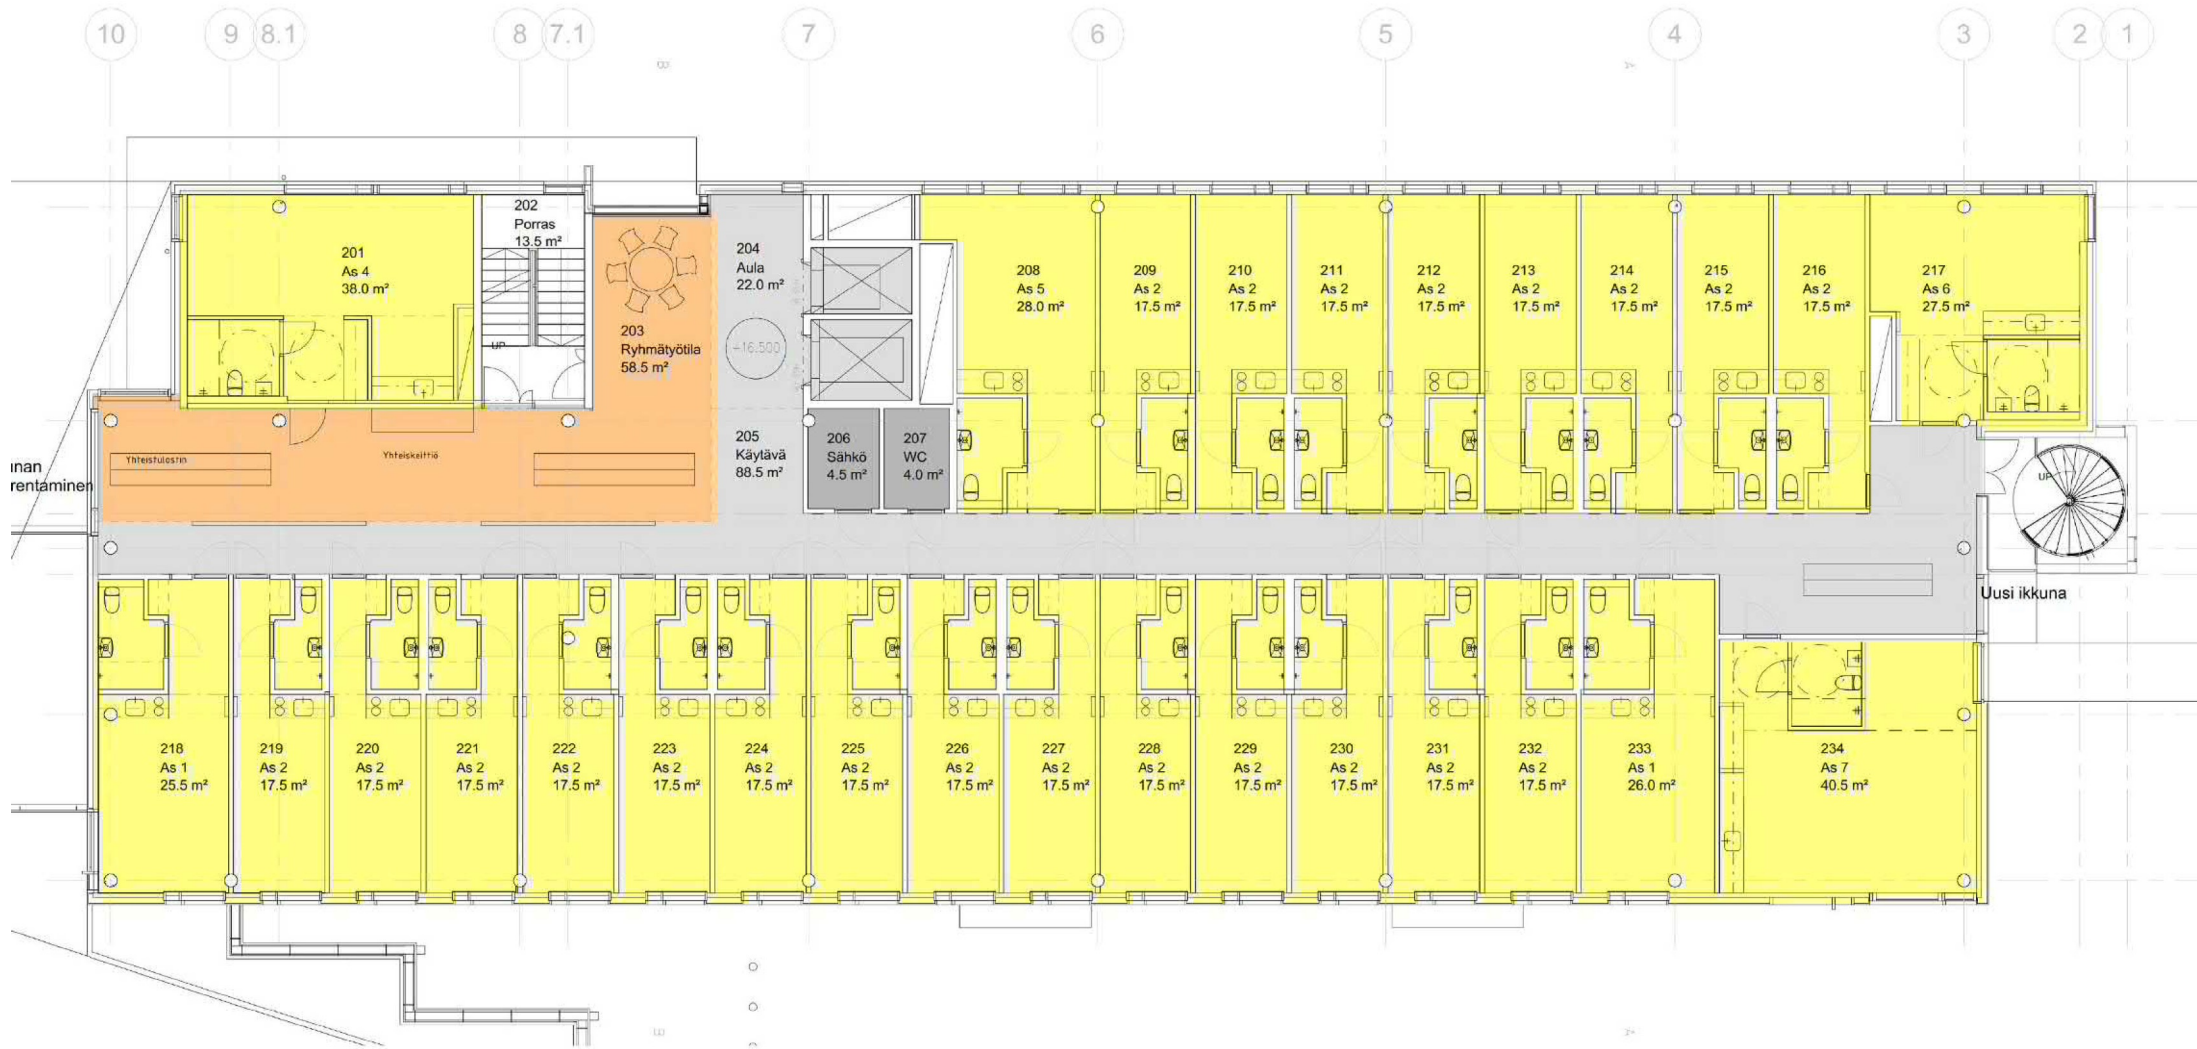 10
9
8.1
8
7.1
7
6
5
4
3
2
1
B
A
201
As 4
38.0 m²
202
Porras
13.5 m²
UP
203
Ryhmätyötila
58.5 m²
204
Aula
22.0 m²
+16.500
205
Käytävä
88.5 m²
206
Sähkö
4.5 m²
207
WC
4.0 m²
208
As 5
28.0 m²
209
As 2
17.5 m²
210
As 2
17.5 m²
211
As 2
17.5 m²
212
As 2
17.5 m²
213
As 2
17.5 m²
214
As 2
17.5 m²
215
As 2
17.5 m²
216
As 2
17.5 m²
217
As 6
27.5 m²
Yhteistulostin
Yhteiskeittiö
UP
Uusi ikkuna
218
As 1
25.5 m²
219
As 2
17.5 m²
220
As 2
17.5 m²
221
As 2
17.5 m²
222
As 2
17.5 m²
223
As 2
17.5 m²
224
As 2
17.5 m²
225
As 2
17.5 m²
226
As 2
17.5 m²
227
As 2
17.5 m²
228
As 2
17.5 m²
229
As 2
17.5 m²
230
As 2
17.5 m²
231
As 2
17.5 m²
232
As 2
17.5 m²
233
As 1
26.0 m²
234
As 7
40.5 m²